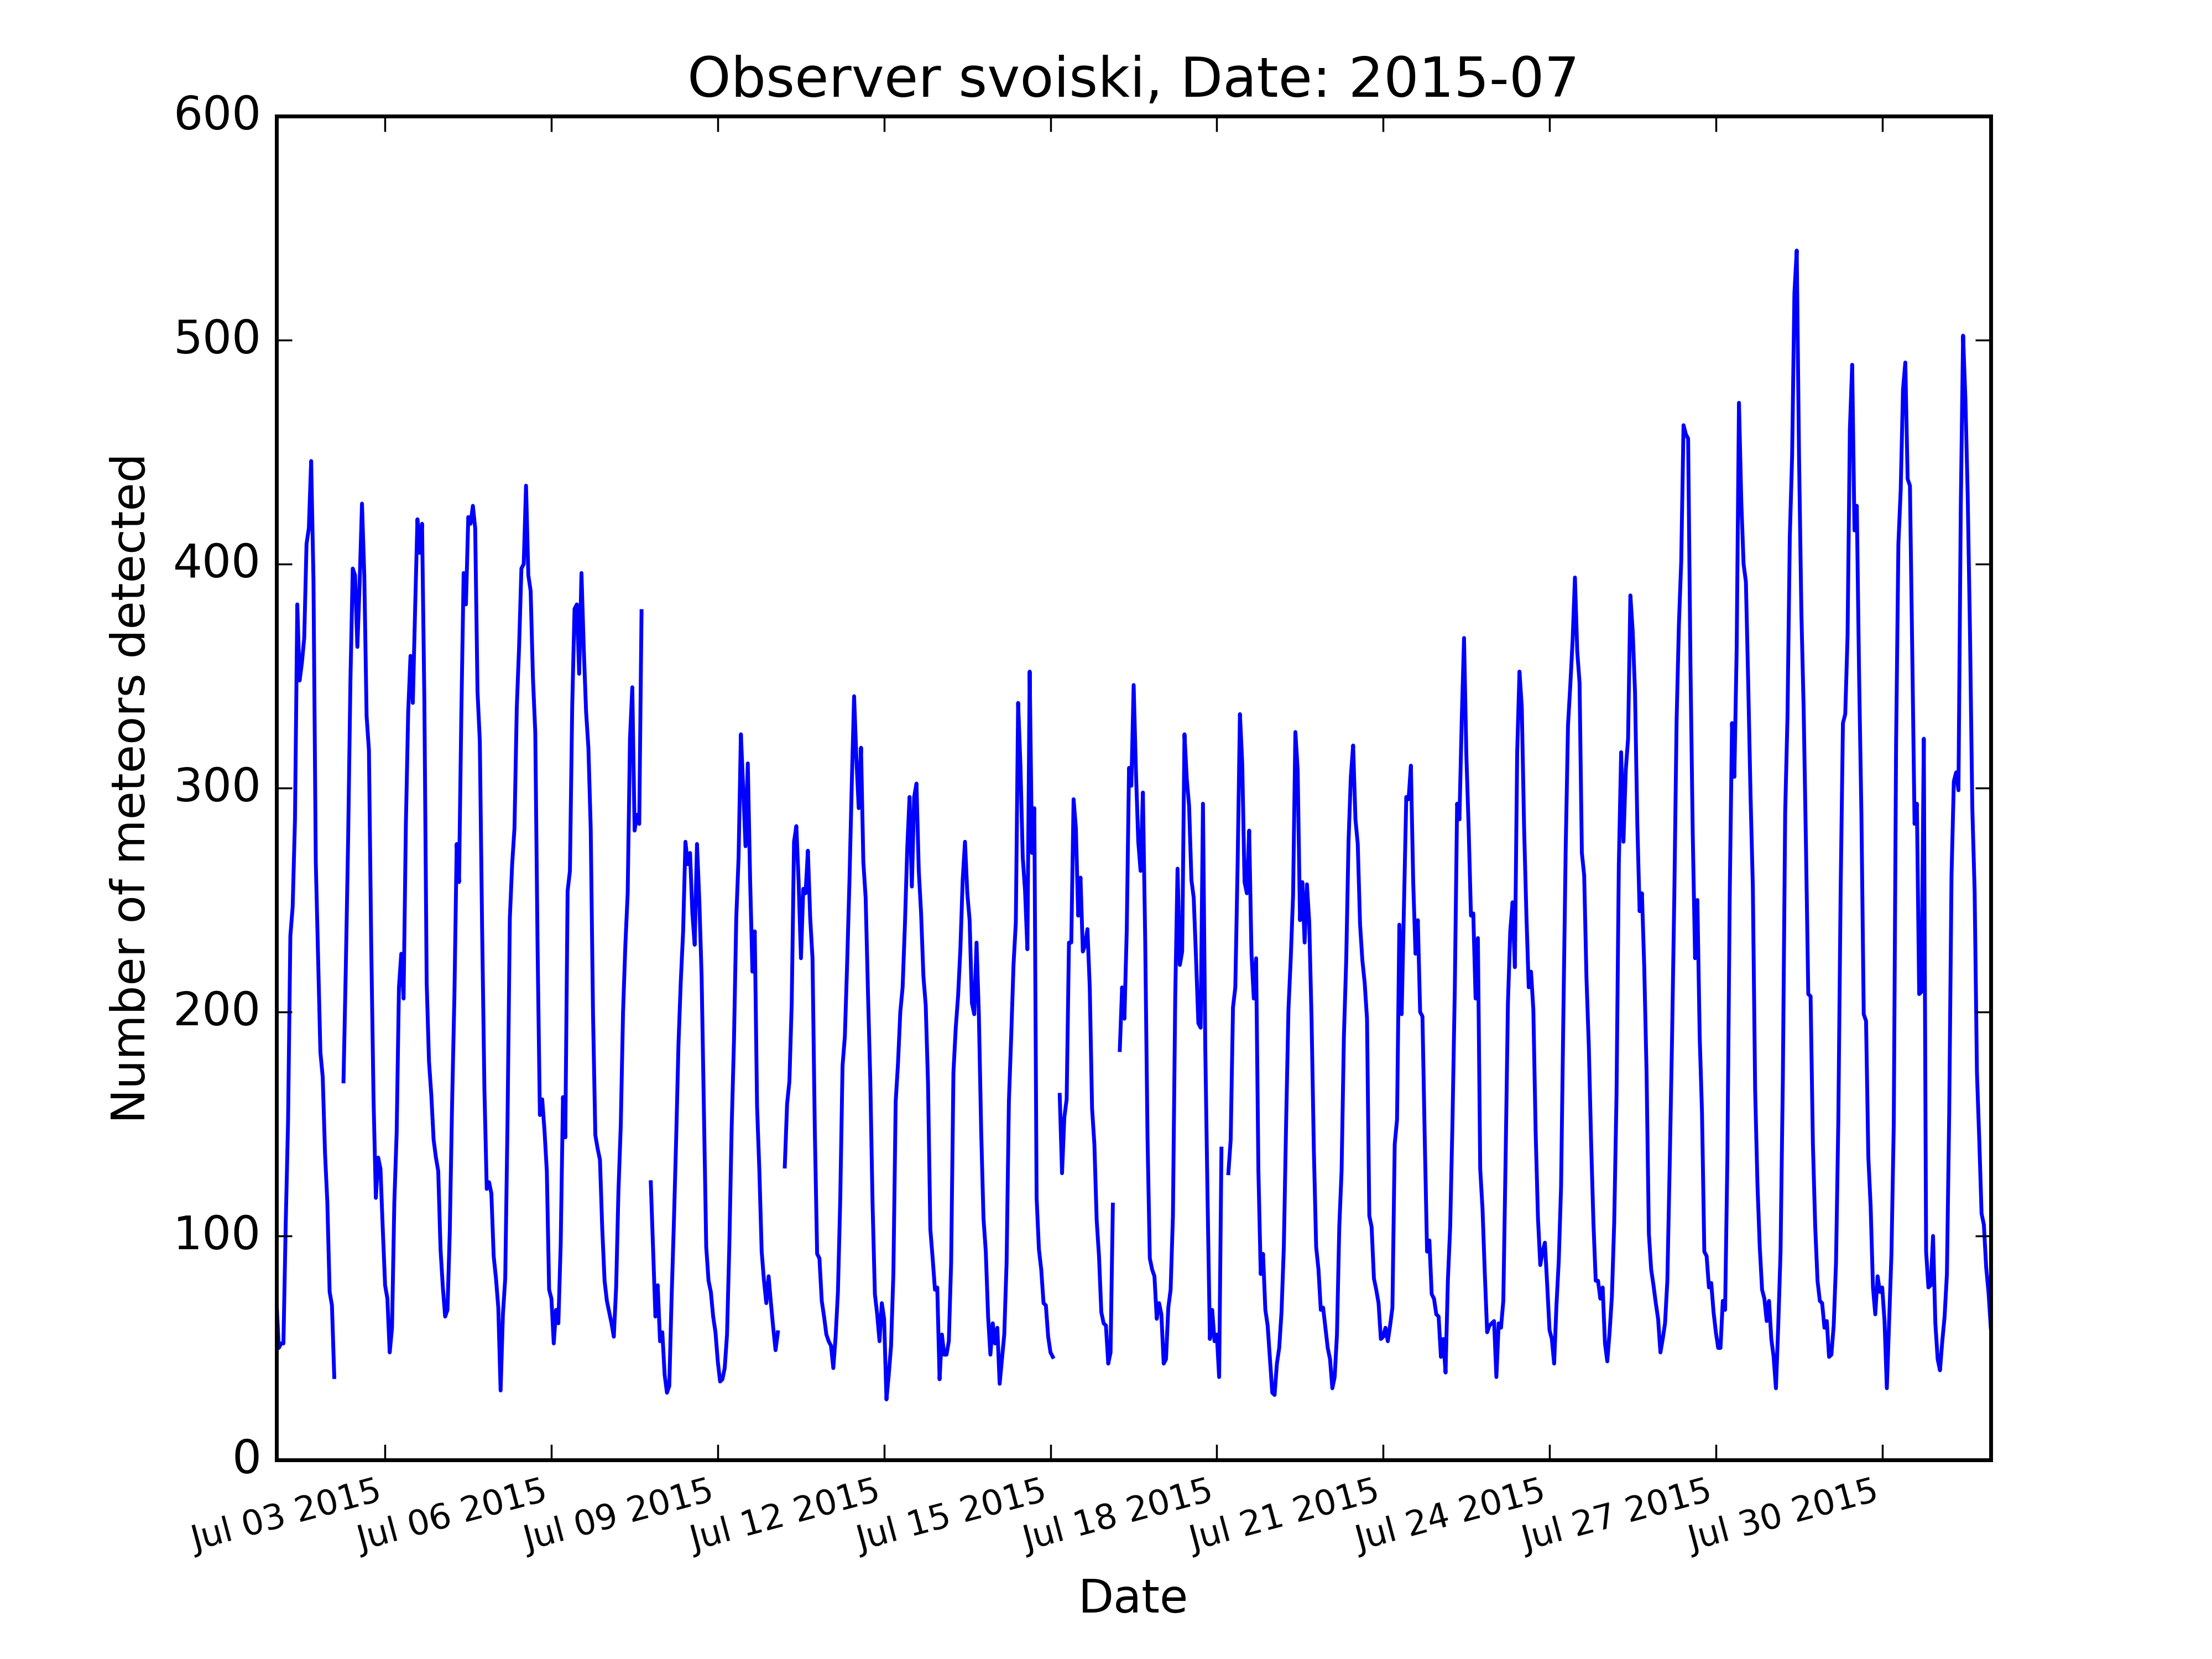 Observer svoiski, Date: 2015-07
600
500
400
300
200
100
0
Number of meteors detected
Jul 03 2015
Jul 06 2015
Jul 09 2015
Jul 12 2015
Jul 15 2015
Jul 18 2015
Jul 21 2015
Jul 24 2015
Jul 27 2015
Jul 30 2015
Date